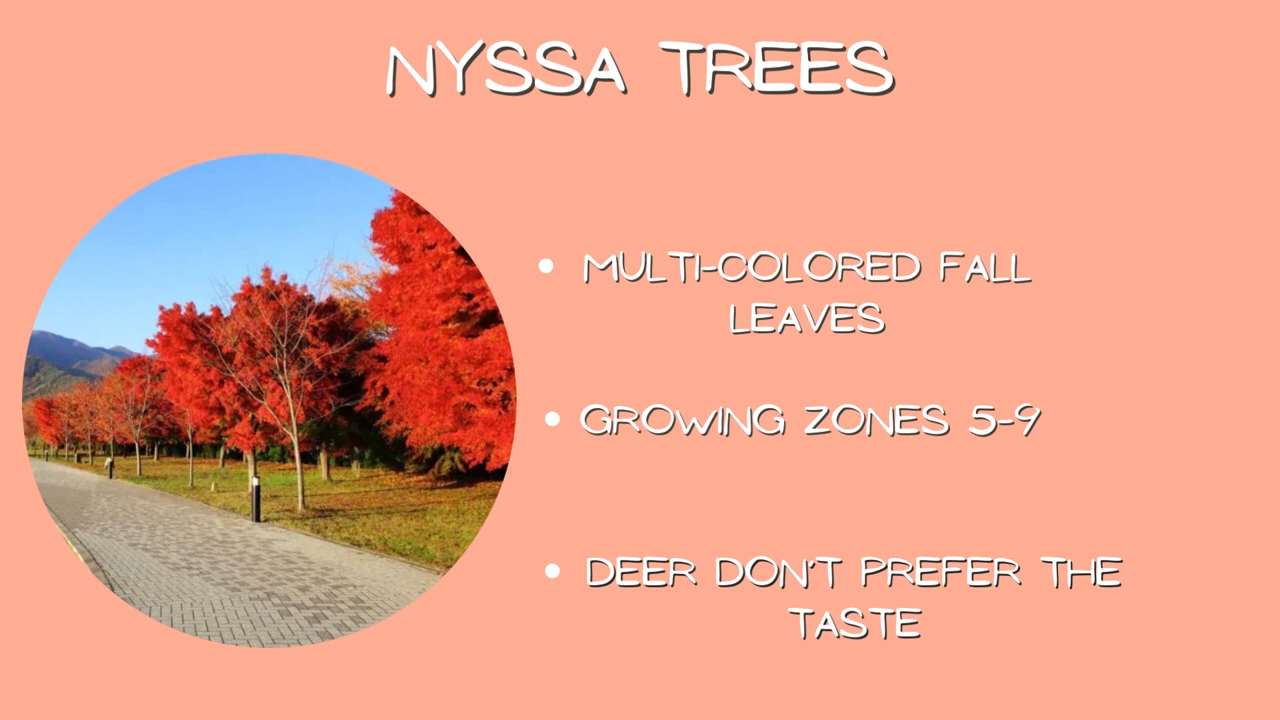 NYSSA TREES
• MULTI-COLORED FALL
LEAVES
• GROWING ZONES 5-9
• DEER DON'T PREFER THE
TASTE